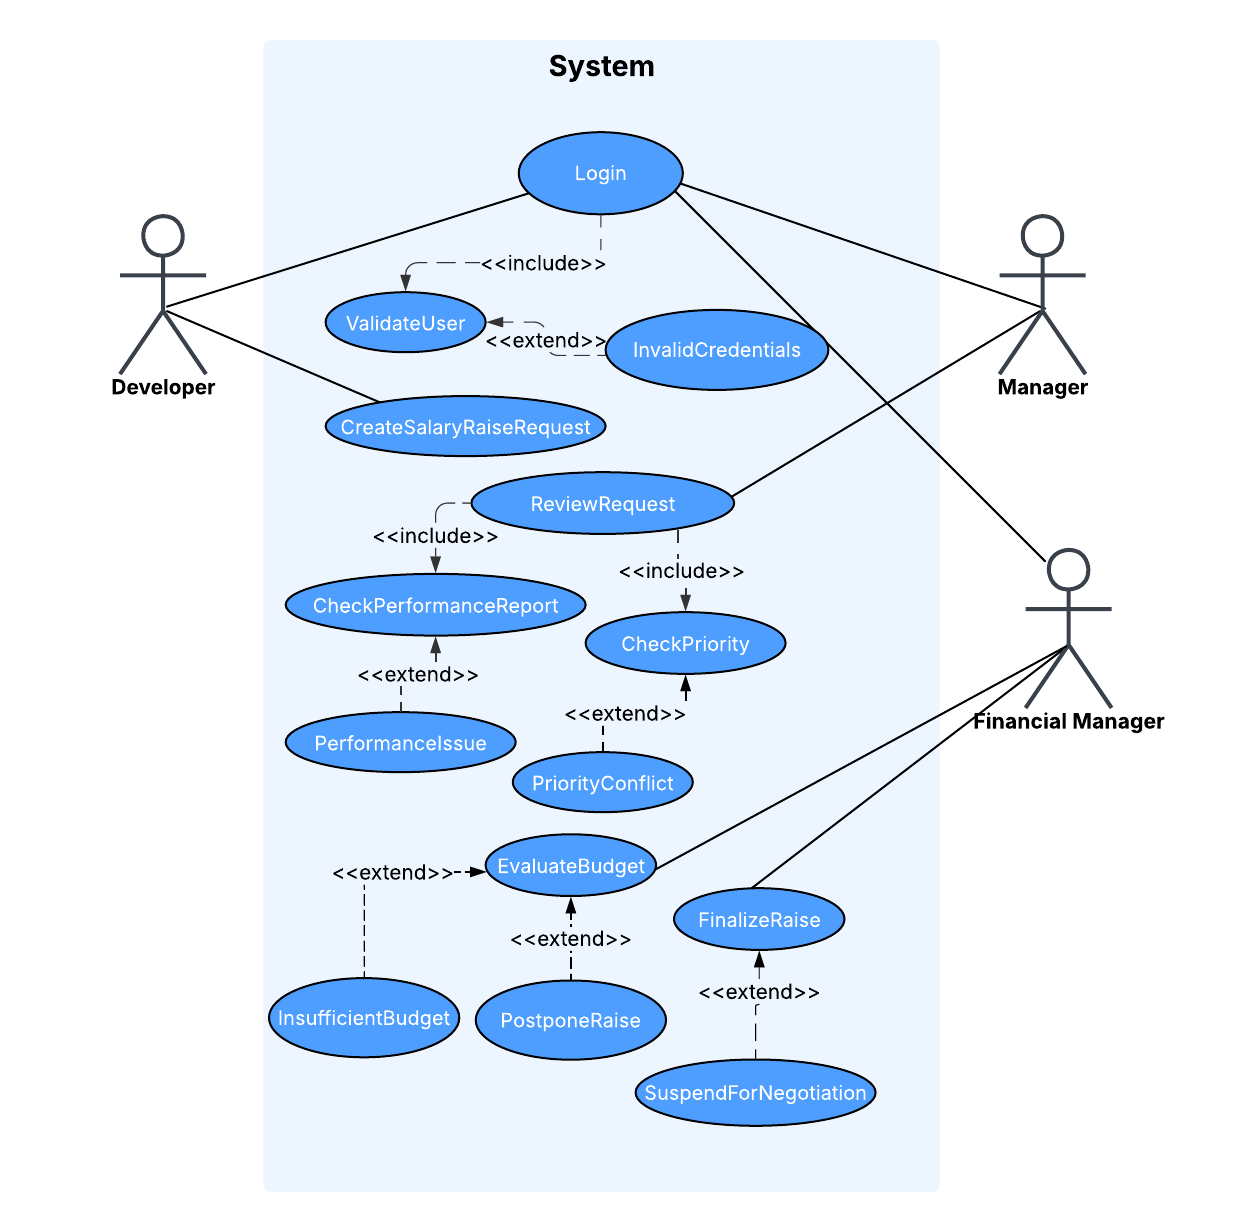 System
Login
<<include>>
ValidateUser
<<extend>>
InvalidCredentials
Developer
Manager
CreateSalaryRaiseRequest
ReviewRequest
<<include>>
<<include>>
CheckPerformanceReport
CheckPriority
<<extend>>
<<extend>>
Financial Manager
PerformanceIssue
PriorityConflict
EvaluateBudget
<<extend>>
FinalizeRaise
<<extend>>
<<extend>>
InsufficientBudget
PostponeRaise
SuspendForNegotiation